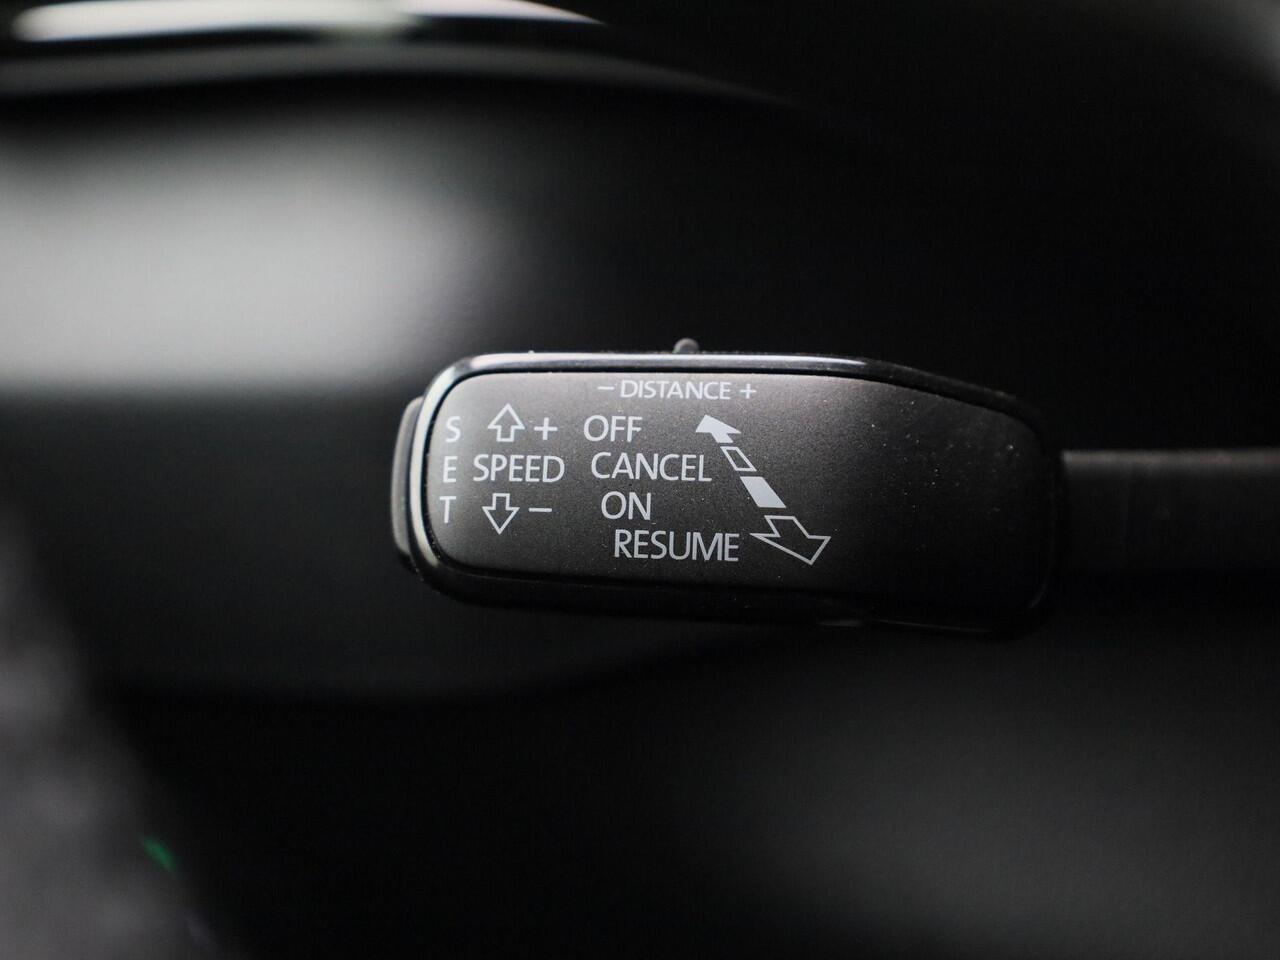 − DISTANCE +
S + OFF
E SPEED CANCEL
T − ON
RESUME